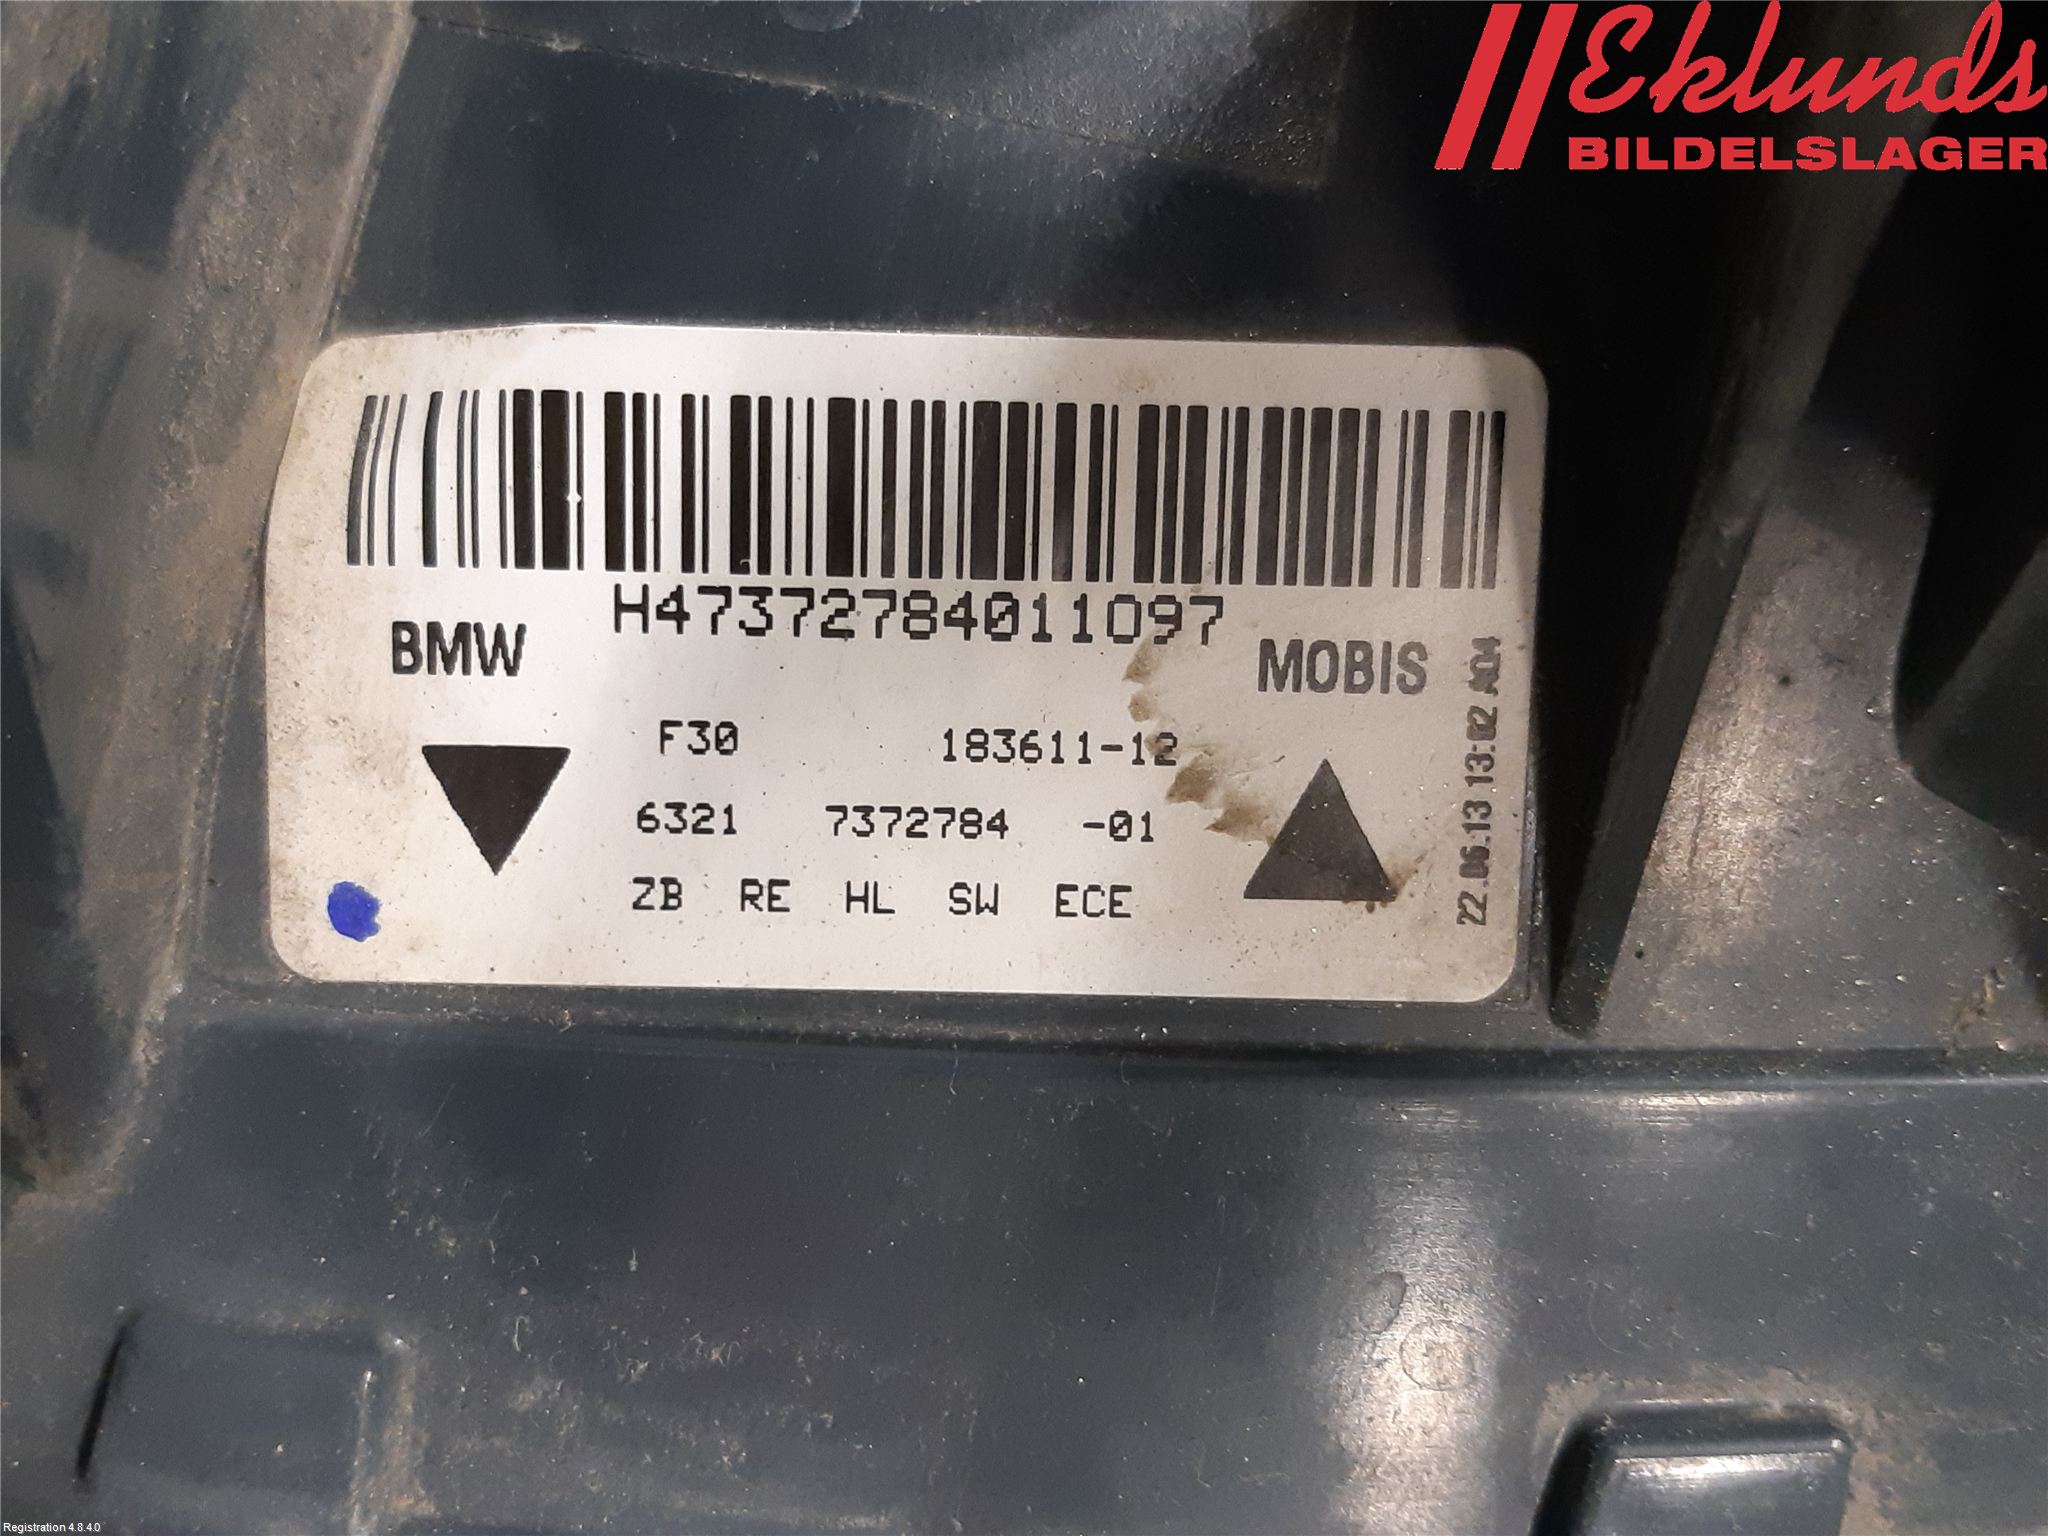 Eklunds
BILDELSLAGER
H47372784011097
BMW
MOBIS
F30 183611-12
6321 7372784 -01
ZB RE HL SW ECE
22.06.13 13:02 A04
Registration 4.8.4.0